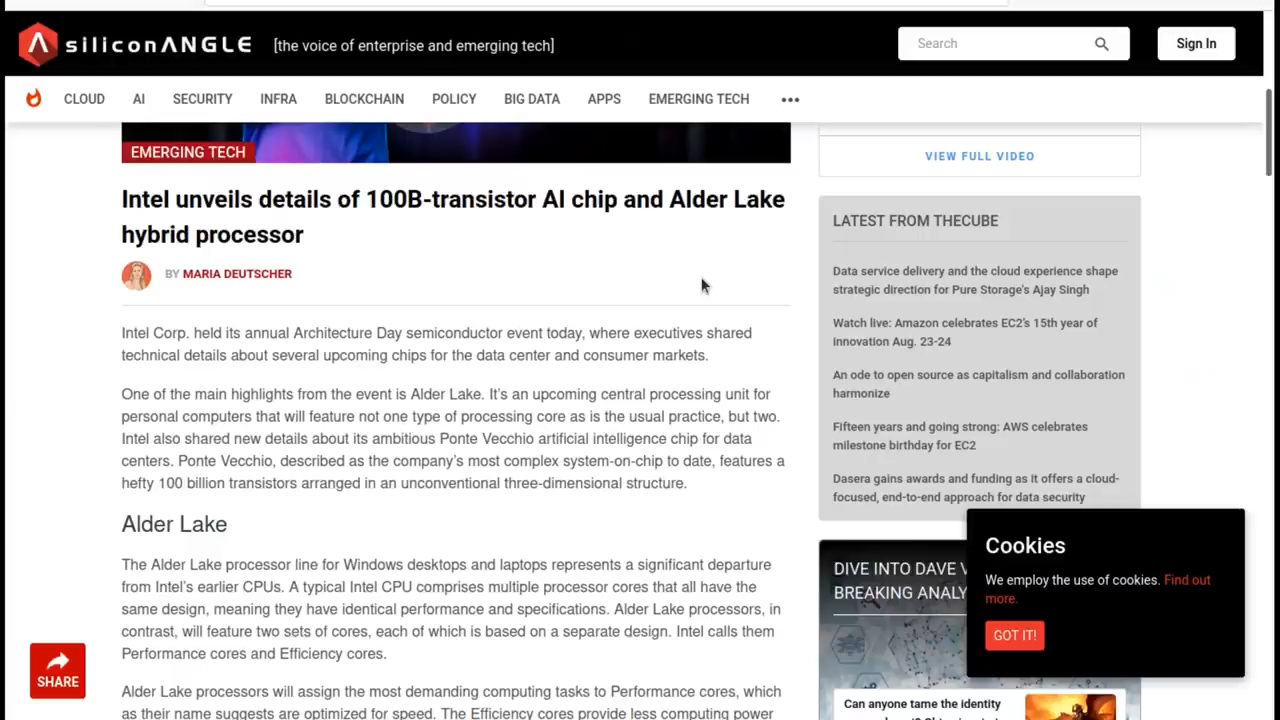 siliconANGLE [the voice of enterprise and emerging tech] Search Sign In
CLOUD AI SECURITY INFRA BLOCKCHAIN POLICY BIG DATA APPS EMERGING TECH •••
EMERGING TECH
Intel unveils details of 100B-transistor AI chip and Alder Lake
hybrid processor
BY MARIA DEUTSCHER
Intel Corp. held its annual Architecture Day semiconductor event today, where executives shared
technical details about several upcoming chips for the data center and consumer markets.
One of the main highlights from the event is Alder Lake. It's an upcoming central processing unit for
personal computers that will feature not one type of processing core as is the usual practice, but two.
Intel also shared new details about its ambitious Ponte Vecchio artificial intelligence chip for data
centers. Ponte Vecchio, described as the company's most complex system-on-chip to date, features a
hefty 100 billion transistors arranged in an unconventional three-dimensional structure.
Alder Lake
The Alder Lake processor line for Windows desktops and laptops represents a significant departure
from Intel's earlier CPUs. A typical Intel CPU comprises multiple processor cores that all have the
same design, meaning they have identical performance and specifications. Alder Lake processors, in
contrast, will feature two sets of cores, each of which is based on a separate design. Intel calls them
Performance cores and Efficiency cores.
Alder Lake processors will assign the most demanding computing tasks to Performance cores, which
as their name suggests are optimized for speed. The Efficiency cores provide less computing power
SHARE
VIEW FULL VIDEO
LATEST FROM THECUBE
Data service delivery and the cloud experience shape
strategic direction for Pure Storage's Ajay Singh
Watch live: Amazon celebrates EC2's 15th year of
innovation Aug. 23-24
An ode to open source as capitalism and collaboration
harmonize
Fifteen years and going strong: AWS celebrates
milestone birthday for EC2
Dasera gains awards and funding as it offers a cloud-
focused, end-to-end approach for data security
DIVE INTO DAVE V
BREAKING ANALY
Can anyone tame the identity
Cookies
We employ the use of cookies. Find out
more.
GOT IT!